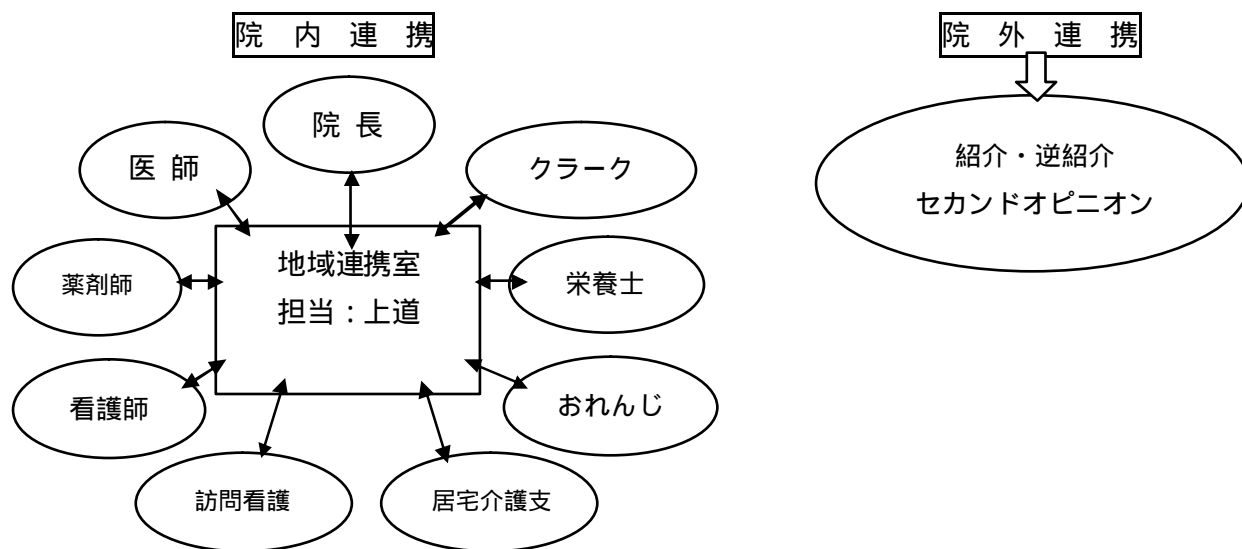 院 内 連 携
院 外 連 携
院 長
医 師
クラーク
紹介・逆紹介
セカンドオピニオン
地域連携室
担当：上道
薬剤師
栄養士
看護師
おれんじ
訪問看護
居宅介護支